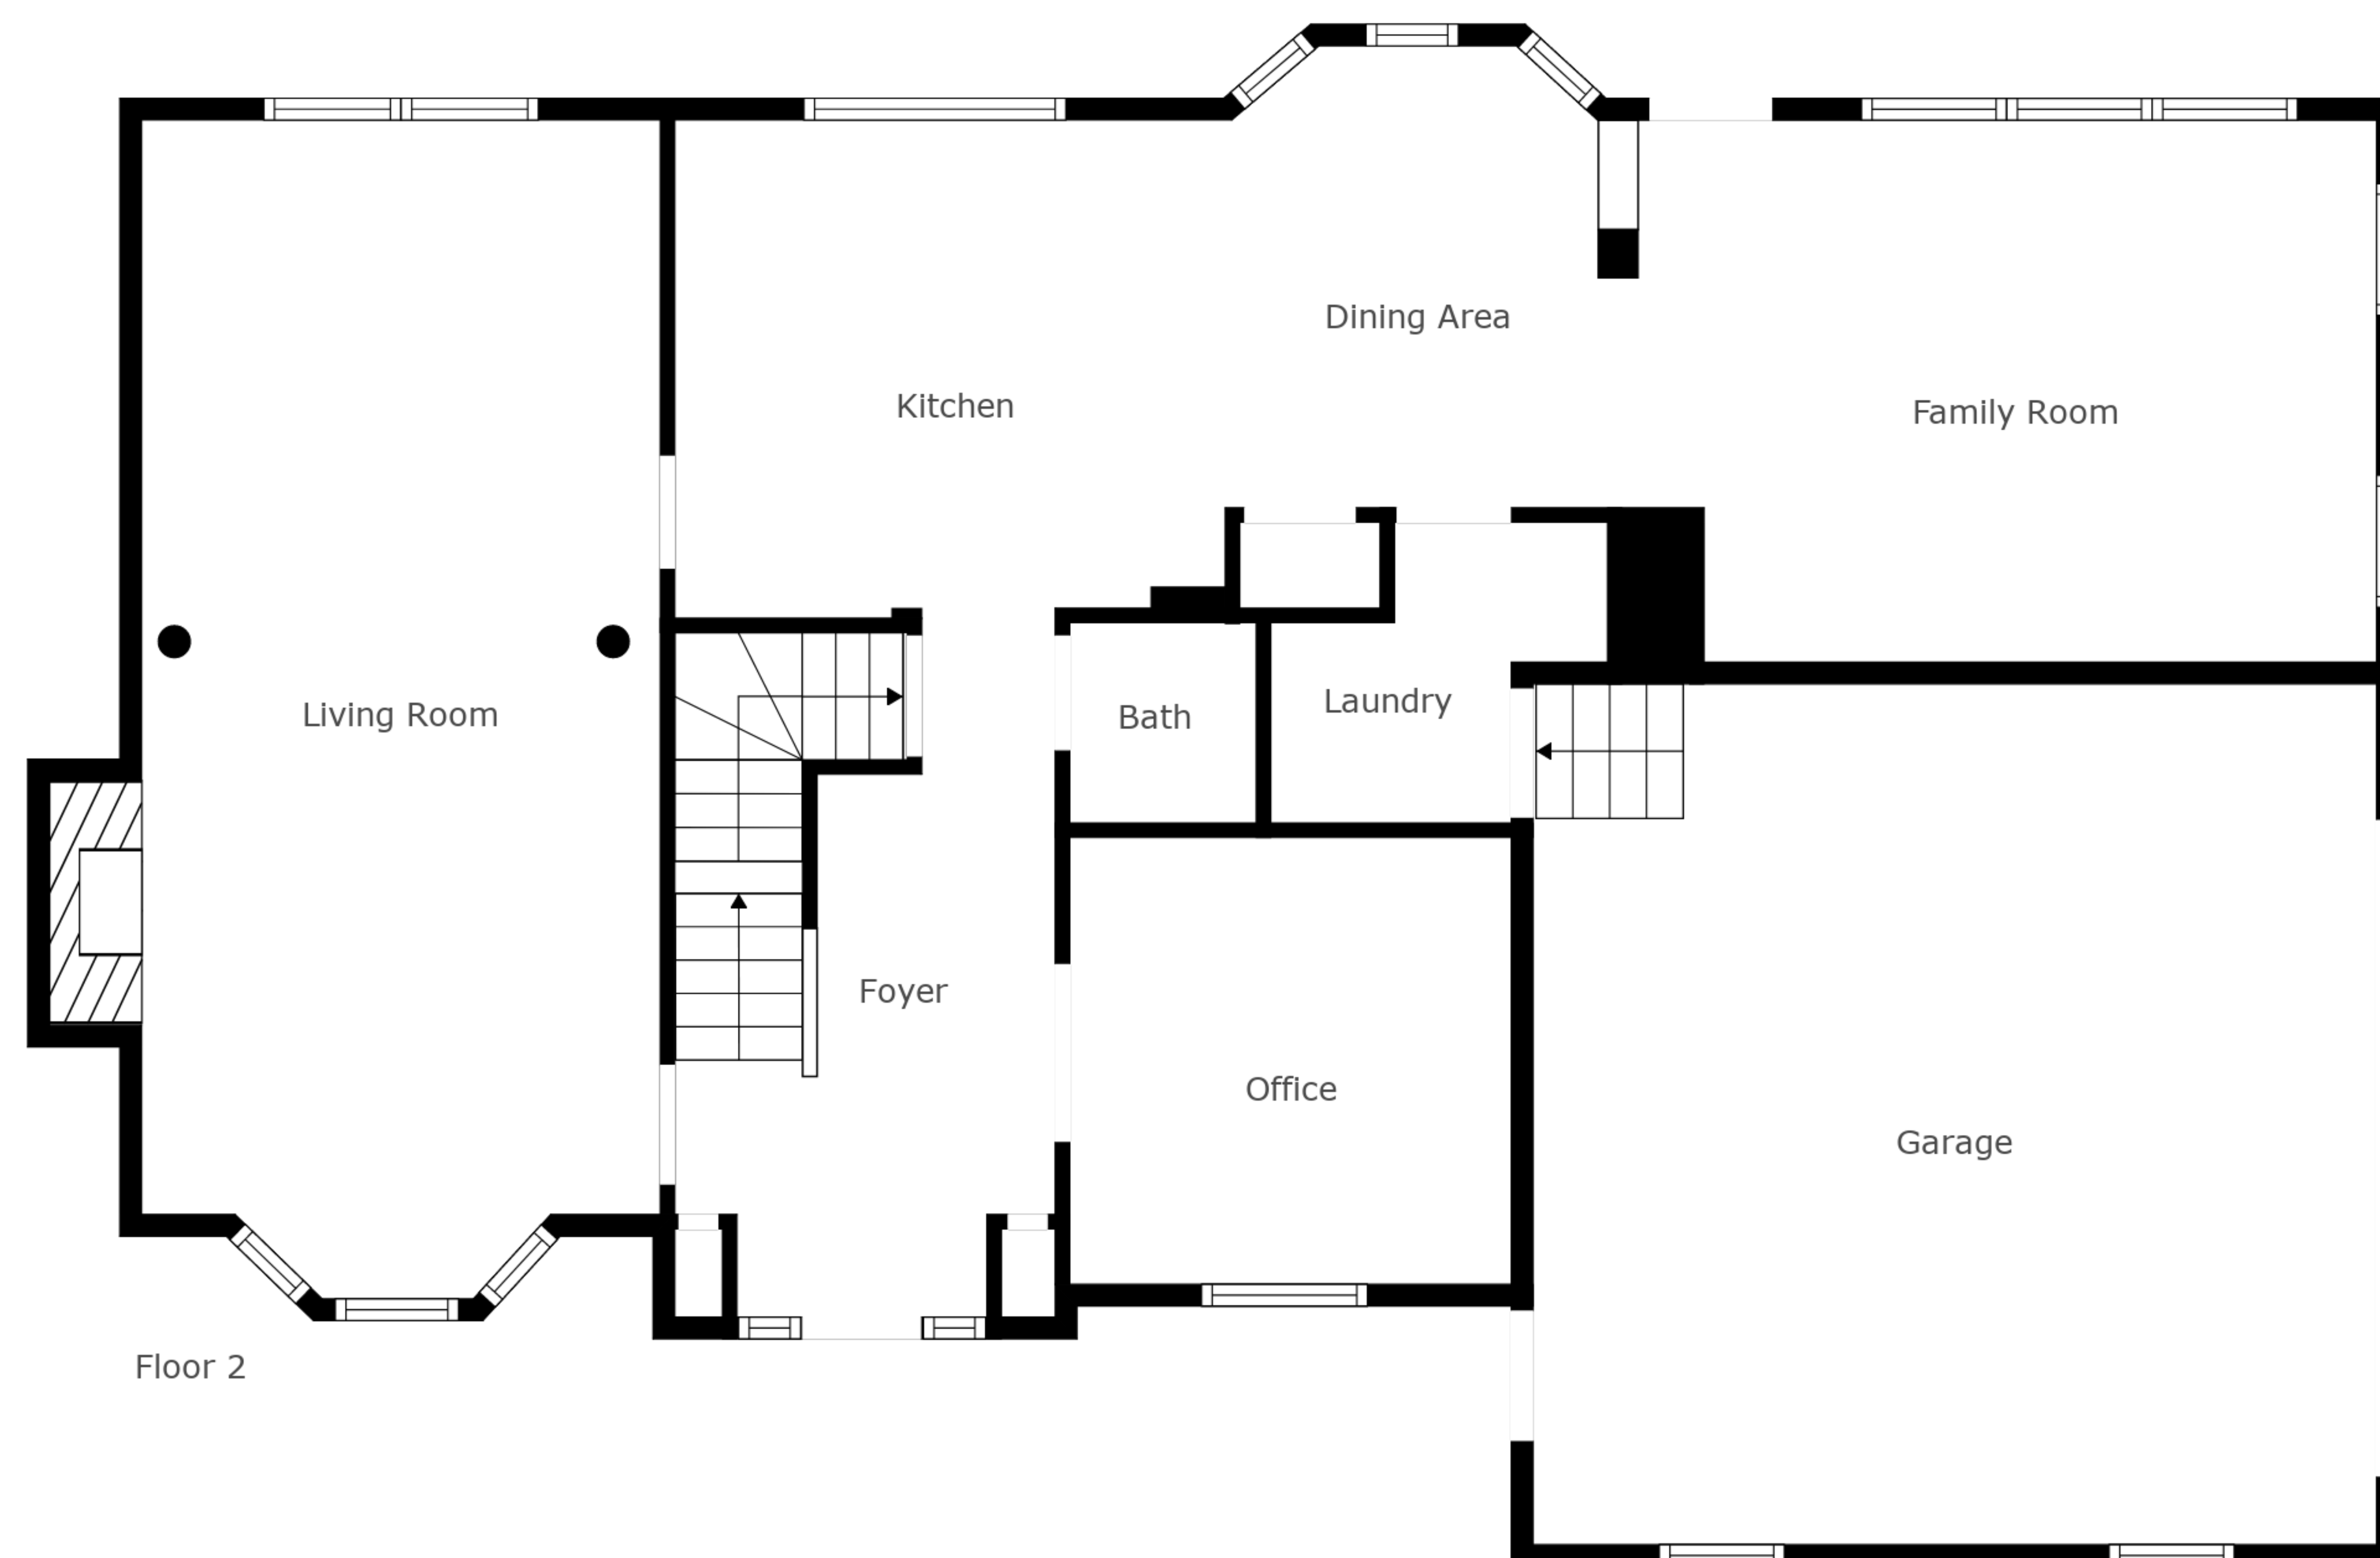 Dining Area
Kitchen
Family Room
Living Room
Bath
Laundry
Foyer
Office
Garage
Floor 2